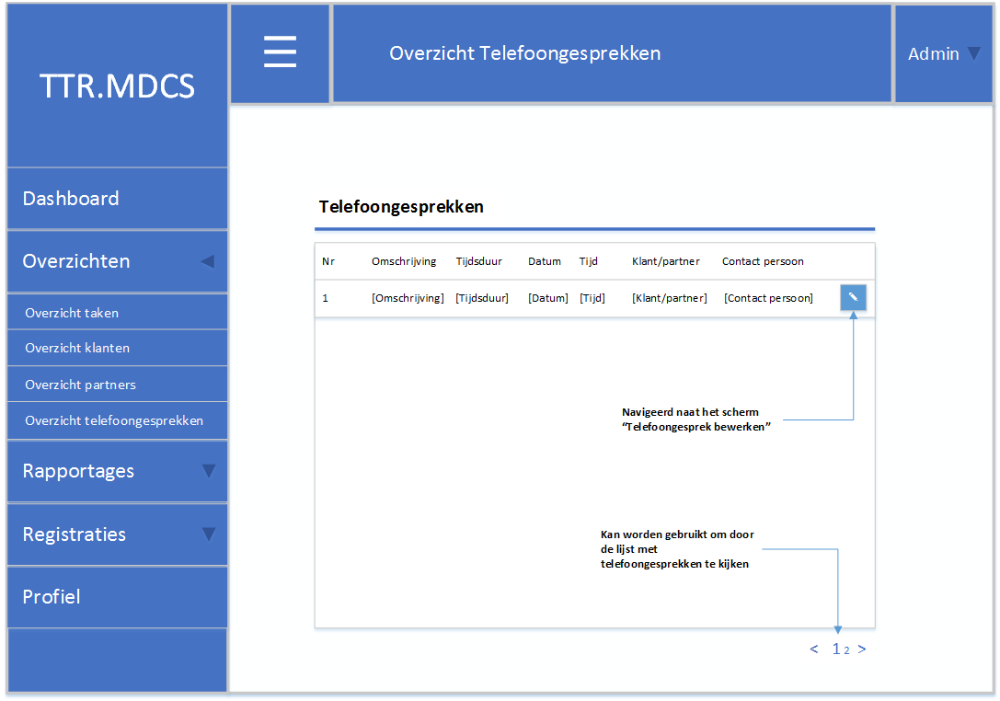 TTR.MDCS
Overzicht Telefoongesprekken
Admin
Dashboard
Overzichten
Overzicht taken
Overzicht klanten
Overzicht partners
Overzicht telefoongesprekken
Rapportages
Registraties
Profiel
Telefoongesprekken
Nr Omschrijving Tijdsduur Datum Tijd Klant/partner Contact persoon
1 [Omschrijving] [Tijdsduur] [Datum] [Tijd] [Klant/partner] [Contact persoon]
Navigeerd naat het scherm
“Telefoongesprek bewerken”
Kan worden gebruikt om door
de lijst met
telefoongesprekken te kijken
< 1 2 >